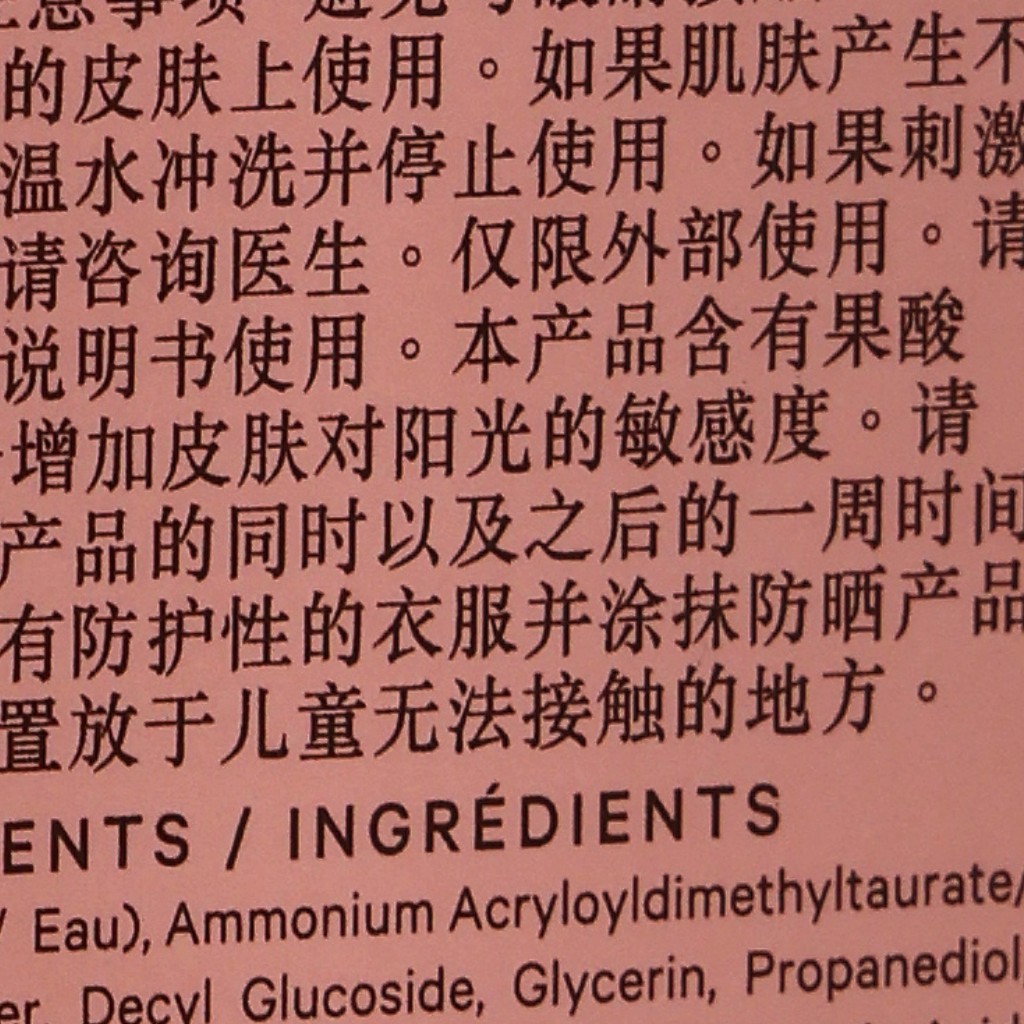 的皮肤上使用。如果肌肤产生不
温水冲洗并停止使用。如果刺激
请咨询医生。仅限外部使用。请
说明书使用。本产品含有果酸
增加皮肤对阳光的敏感度。请
产品的同时以及之后的一周时间
有防护性的衣服并涂抹防晒产品
置放于儿童无法接触的地方。
ENTS / INGRÉDIENTS
/ Eau), Ammonium Acryloyldimethyltaurate/
er, Decyl Glucoside, Glycerin, Propanediol,